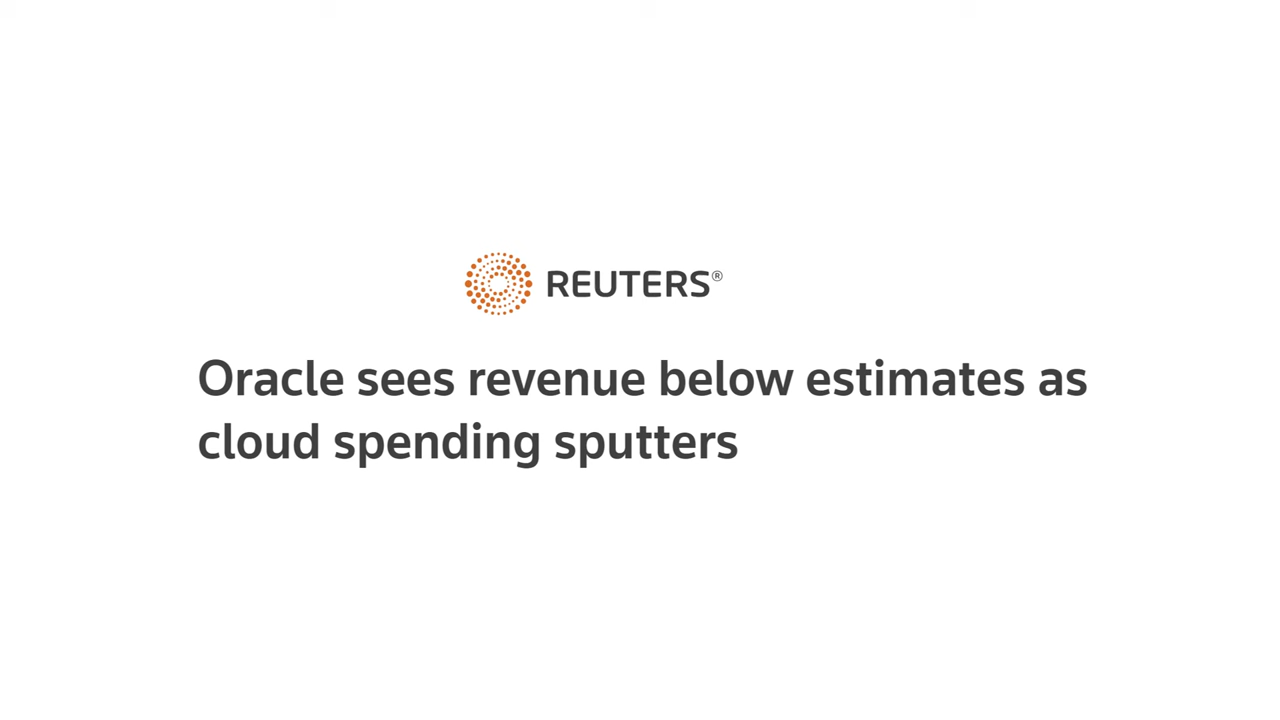 REUTERS®
Oracle sees revenue below estimates as
cloud spending sputters